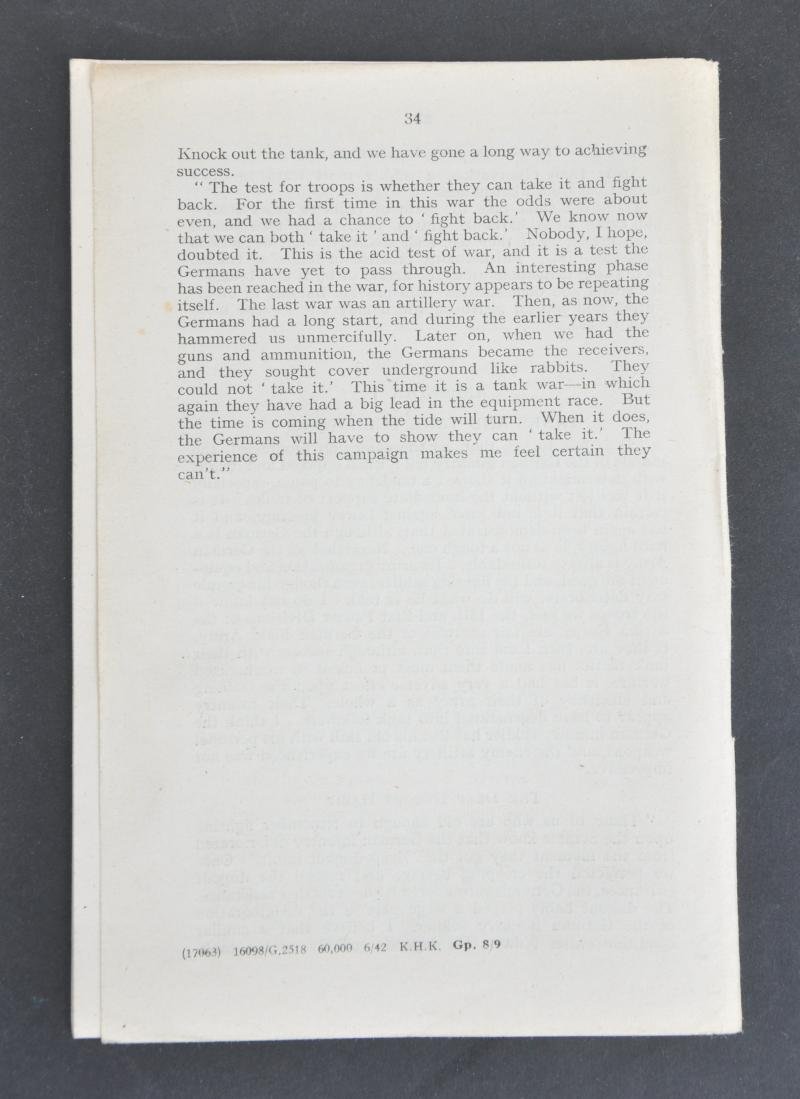 34
Knock out the tank, and we have gone a long way to achieving
success.
“ The test for troops is whether they can take it and fight
back. For the first time in this war the odds were about
even, and we had a chance to ‘ fight back.’ We know now
that we can both ‘ take it ’ and ‘ fight back.’ Nobody, I hope,
doubted it. This is the acid test of war, and it is a test the
Germans have yet to pass through. An interesting phase
has been reached in the war, for history appears to be repeating
itself. The last war was an artillery war. Then, as now, the
Germans had a long start, and during the earlier years they
hammered us unmercifully. Later on, when we had the
guns and ammunition, the Germans became the receivers,
and they sought cover underground like rabbits. They
could not ‘ take it.’ This time it is a tank war—in which
again they have had a big lead in the equipment race. But
the time is coming when the tide will turn. When it does,
the Germans will have to show they can ‘ take it.’ The
experience of this campaign makes me feel certain they
can’t.”
(17063) 16098/G.2518 60,000 6/42 K.H.K. Gp. 8/9